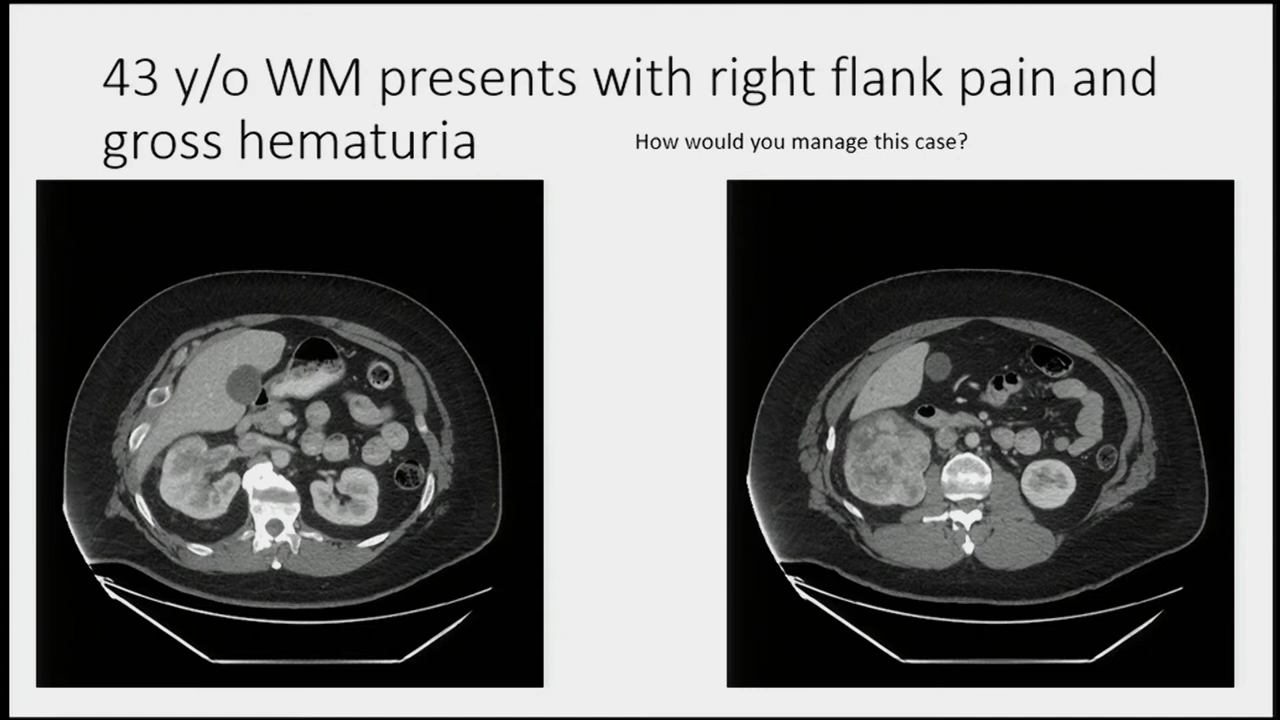 43 y/o WM presents with right flank pain and
gross hematuria
How would you manage this case?